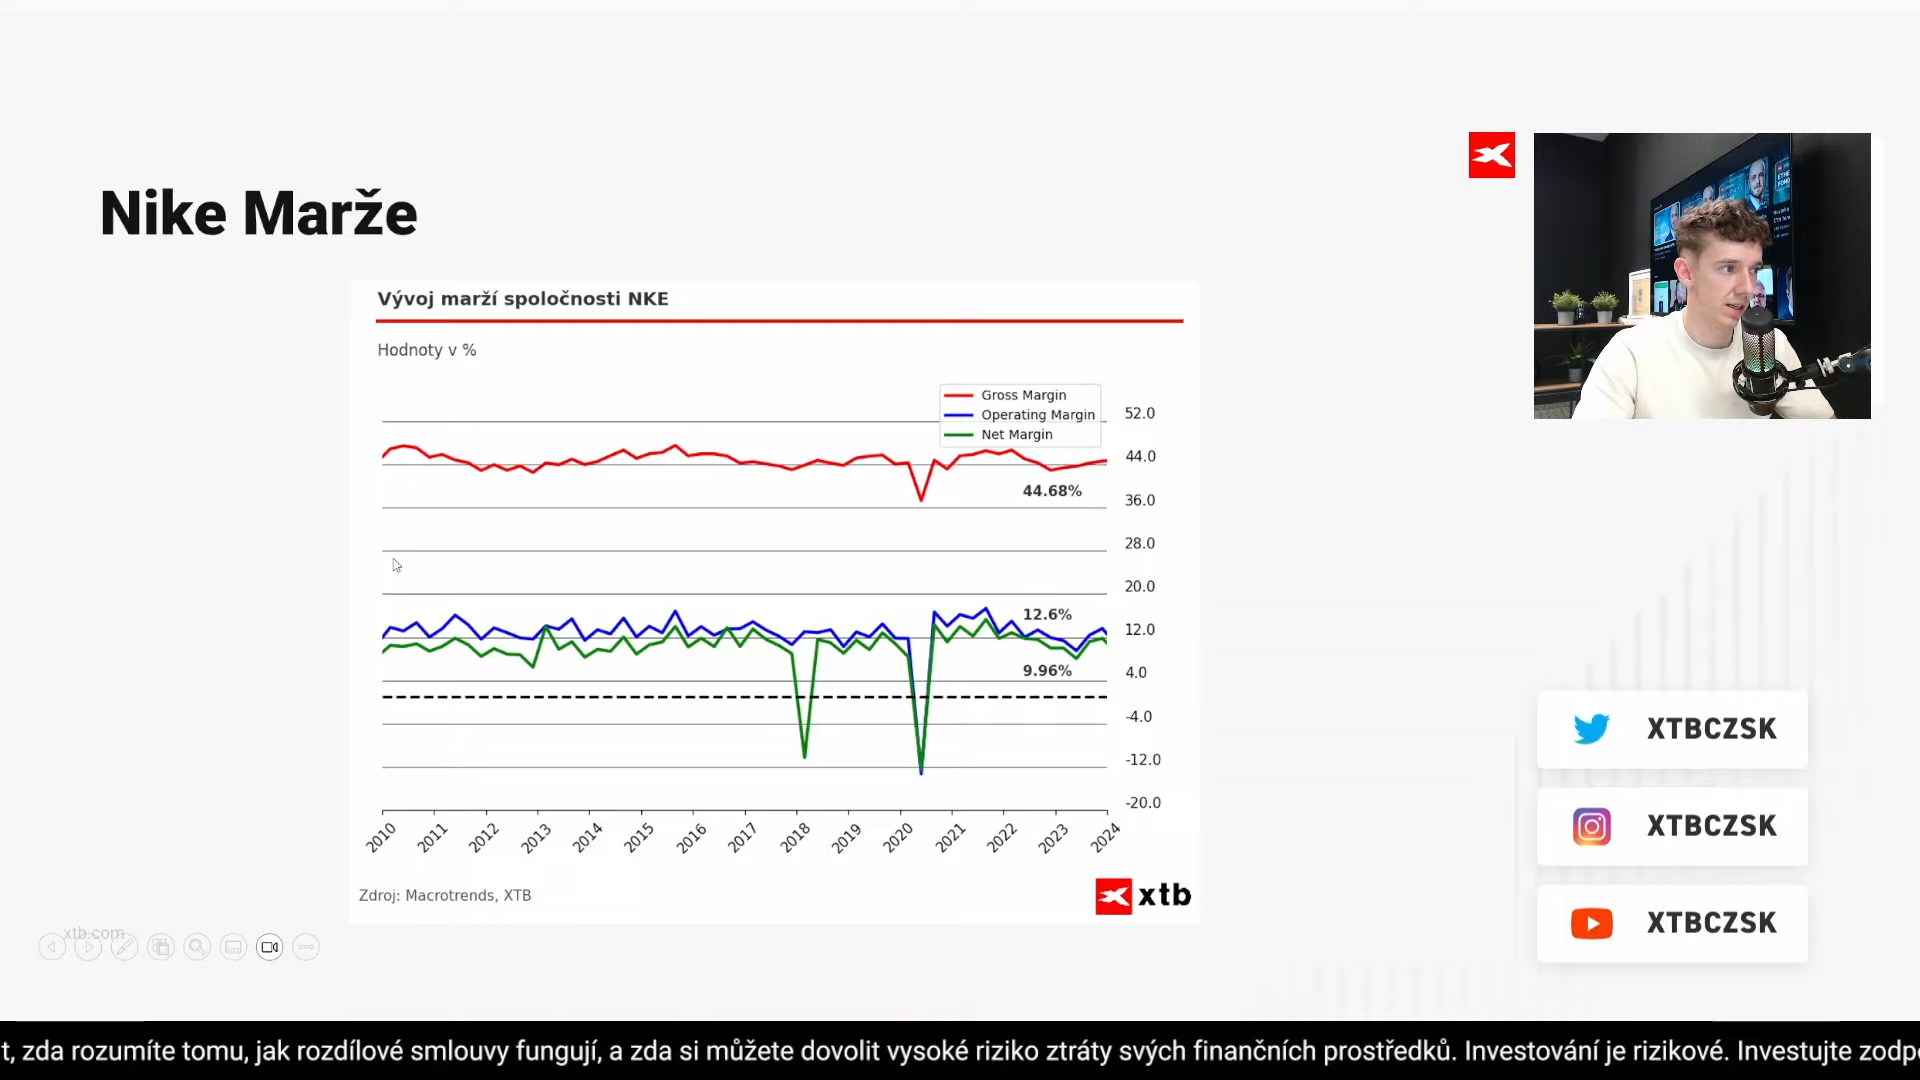 Nike Marže
Vývoj marží spoločnosti NKE
Hodnoty v %
Gross Margin
Operating Margin
Net Margin
52.0
44.0
36.0
28.0
20.0
12.0
4.0
-4.0
-12.0
-20.0
44.68%
12.6%
9.96%
2010
2011
2012
2013
2014
2015
2016
2017
2018
2019
2020
2021
2022
2023
2024
Zdroj: Macrotrends, XTB
xtb
xtb.com
XTBCZSK
XTBCZSK
XTBCZSK
t, zda rozumíte tomu, jak rozdílové smlouvy fungují, a zda si můžete dovolit vysoké riziko ztráty svých finančních prostředků. Investování je rizikové. Investujte zodp